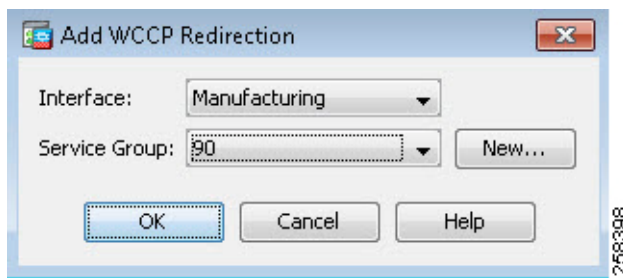 Add WCCP Redirection
Interface: Manufacturing
Service Group: 90 New...
OK Cancel Help
258398